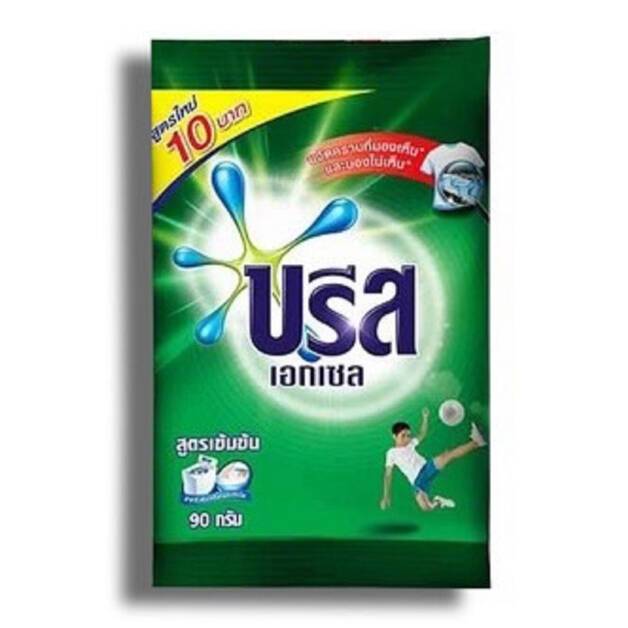 สูตรใหม่
10 บาท
ขจัดคราบที่มองเห็น*
และมองไม่เห็น*
บรีส
เอกเซล
สูตรเข้มข้น
90 กรัม